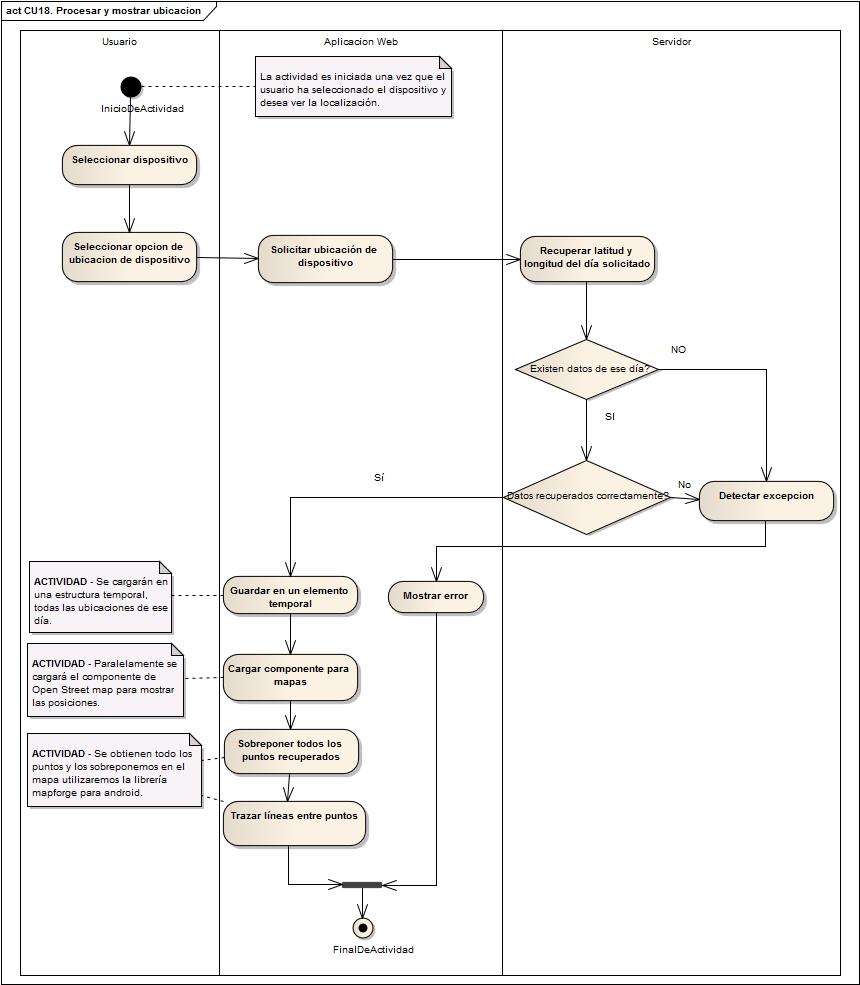 act CU18. Procesar y mostrar ubicacion
Usuario
Aplicacion Web
Servidor
La actividad es iniciada una vez que el
usuario ha seleccionado el dispositivo y
desea ver la localización.
InicioDeActividad
Seleccionar dispositivo
Seleccionar opcion de
ubicacion de dispositivo
Solicitar ubicación de
dispositivo
Recuperar latitud y
longitud del día solicitado
Existen datos de ese día?
NO
SI
Datos recuperados correctamente?
No
Sí
Detectar excepcion
ACTIVIDAD - Se cargarán en
una estructura temporal,
todas las ubicaciones de ese
día.
Guardar en un elemento
temporal
Mostrar error
ACTIVIDAD - Paralelamente se
cargará el componente de
Open Street map para mostrar
las posiciones.
Cargar componente para
mapas
ACTIVIDAD - Se obtienen todo los
puntos y los sobreponemos en el
mapa utilizaremos la librería
mapforge para android.
Sobreponer todos los
puntos recuperados
Trazar líneas entre puntos
FinalDeActividad